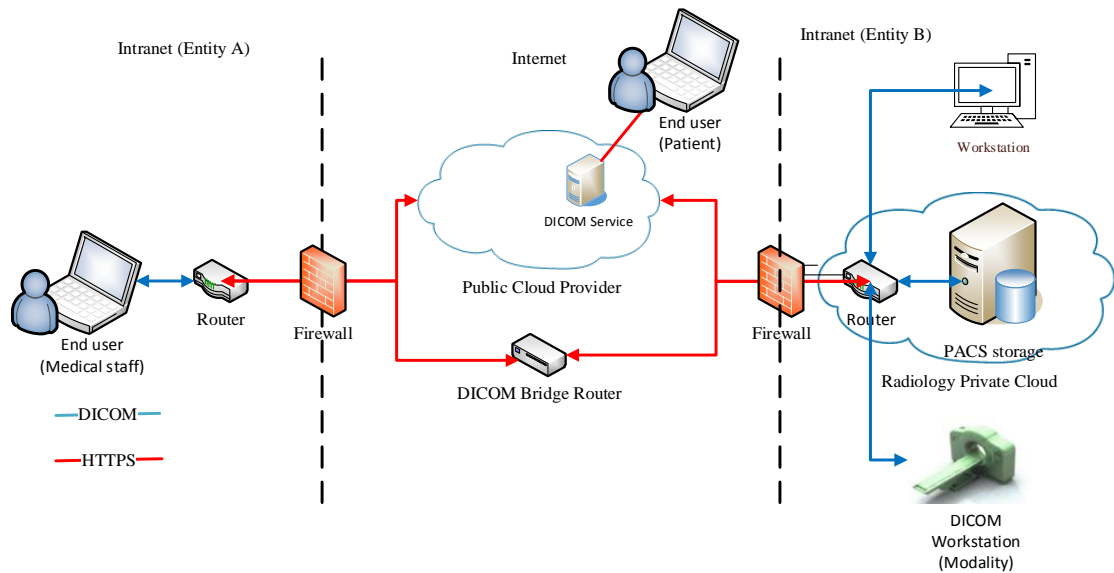 Intranet (Entity A)
Internet
Intranet (Entity B)
End user
(Patient)
Workstation
DICOM Service
Public Cloud Provider
Router
Firewall
End user
(Medical staff)
DICOM Bridge Router
Firewall
Router
PACS storage
Radiology Private Cloud
DICOM
HTTPS
DICOM
Workstation
(Modality)